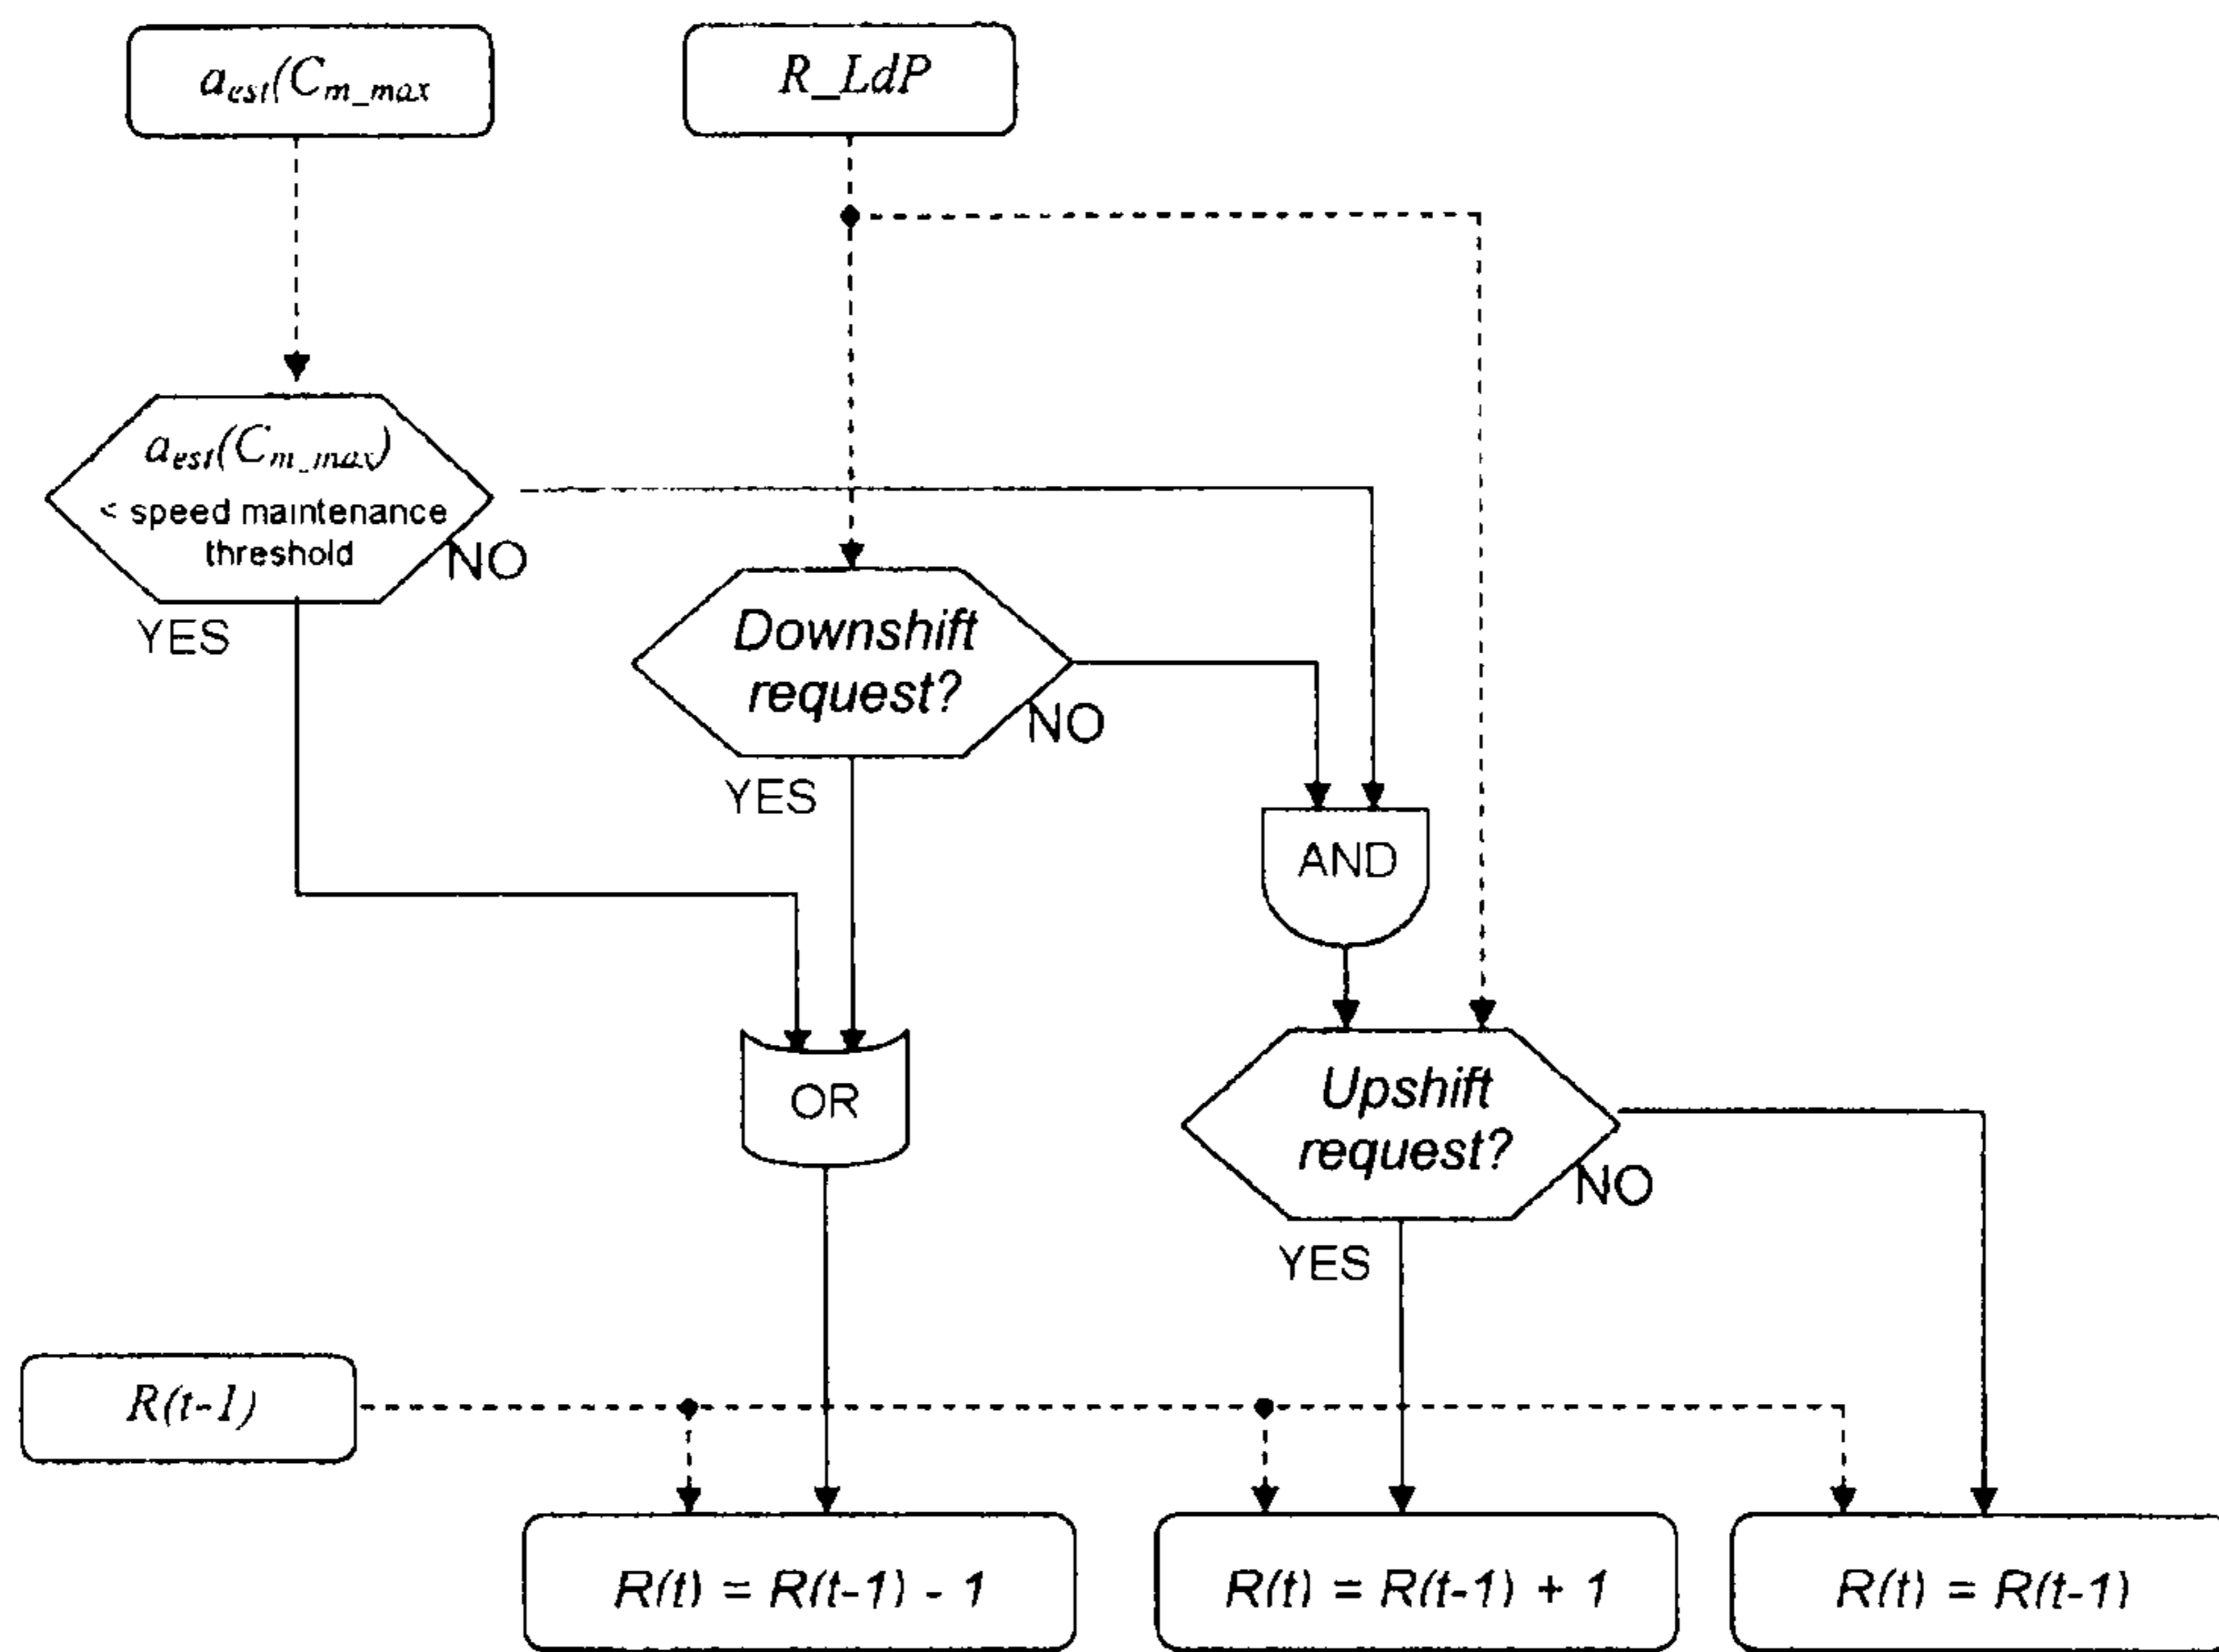 a_est(C_m_max
R_LdP
a_est(C_m_max)
< speed maintenance
threshold
NO
YES
Downshift
request?
NO
YES
AND
OR
Upshift
request?
NO
YES
R(t-1)
R(t) = R(t-1) - 1
R(t) = R(t-1) + 1
R(t) = R(t-1)